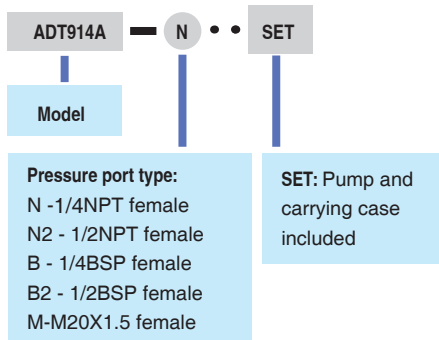 ADT914A — N • • SET
Model
Pressure port type:
N -1/4NPT female
N2 - 1/2NPT female
B - 1/4BSP female
B2 - 1/2BSP female
M-M20X1.5 female
SET: Pump and
carrying case
included